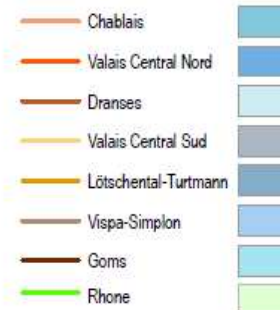 Chablais
Valais Central Nord
Dranses
Valais Central Sud
Lötschental-Turtmann
Vispa-Simplon
Goms
Rhone